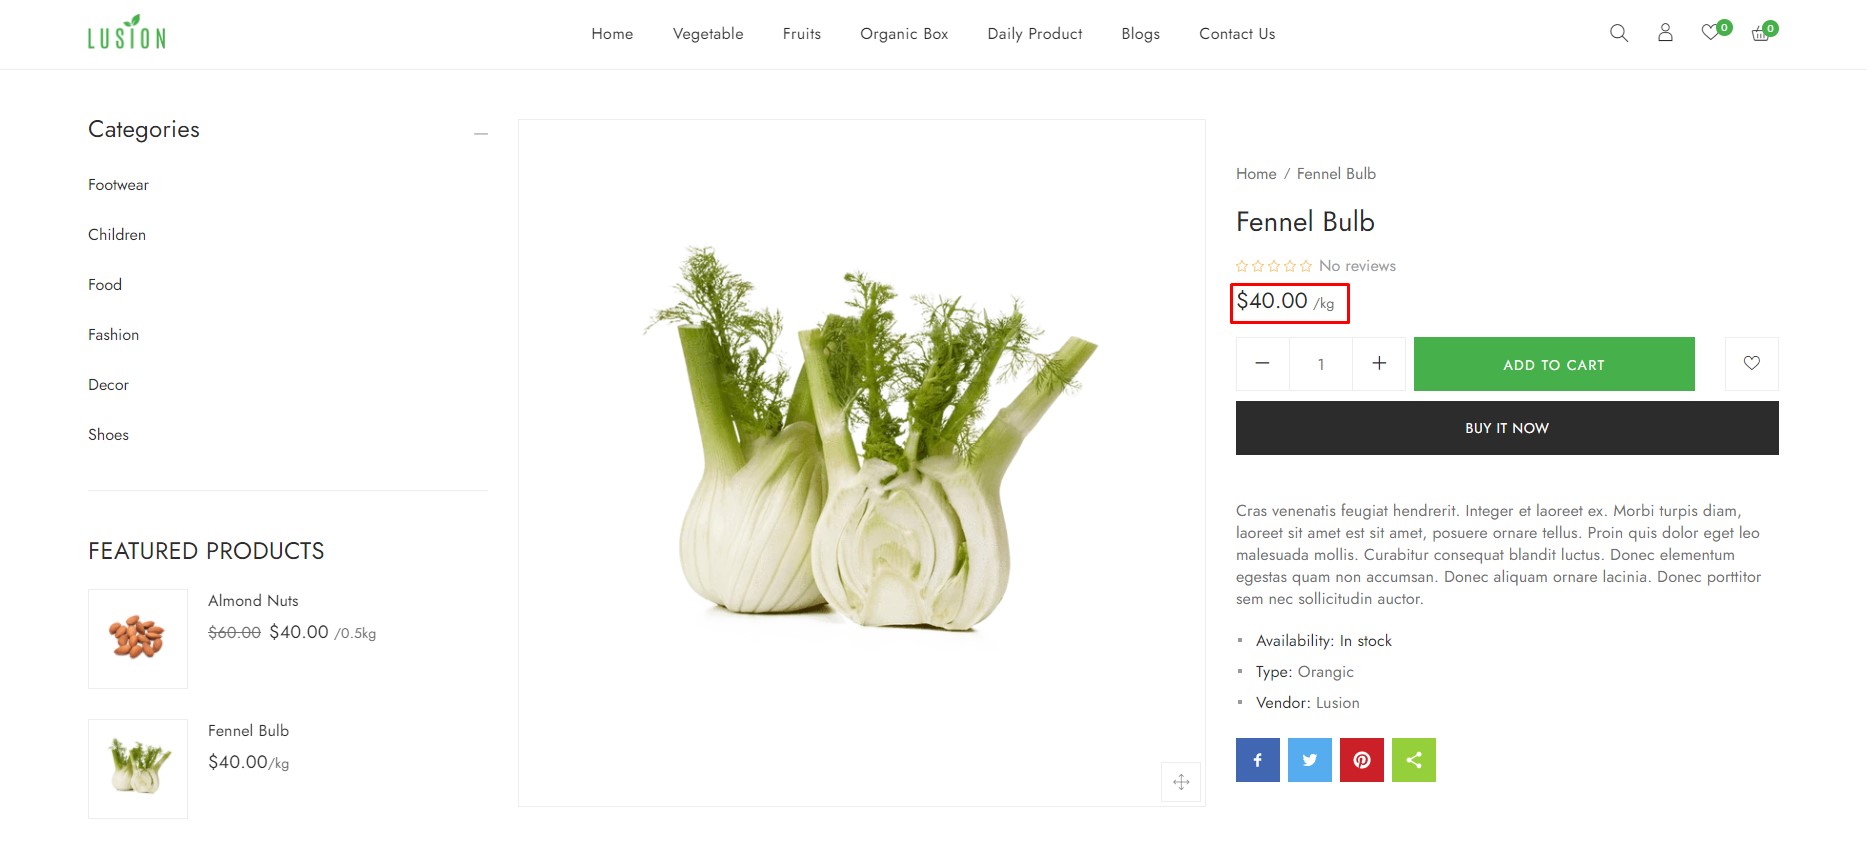 LUSION
Home Vegetable Fruits Organic Box Daily Product Blogs Contact Us
0 0
Categories
Footwear
Children
Food
Fashion
Decor
Shoes
FEATURED PRODUCTS
Almond Nuts
$60.00 $40.00 /0.5kg
Fennel Bulb
$40.00/kg
Home / Fennel Bulb
Fennel Bulb
No reviews
$40.00 /kg
1
ADD TO CART
BUY IT NOW
Cras venenatis feugiat hendrerit. Integer et laoreet ex. Morbi turpis diam,
laoreet sit amet est sit amet, posuere ornare tellus. Proin quis dolor eget leo
malesuada mollis. Curabitur consequat blandit luctus. Donec elementum
egestas quam non accumsan. Donec aliquam ornare lacinia. Donec porttitor
sem nec sollicitudin auctor.
Availability: In stock
Type: Orangic
Vendor: Lusion